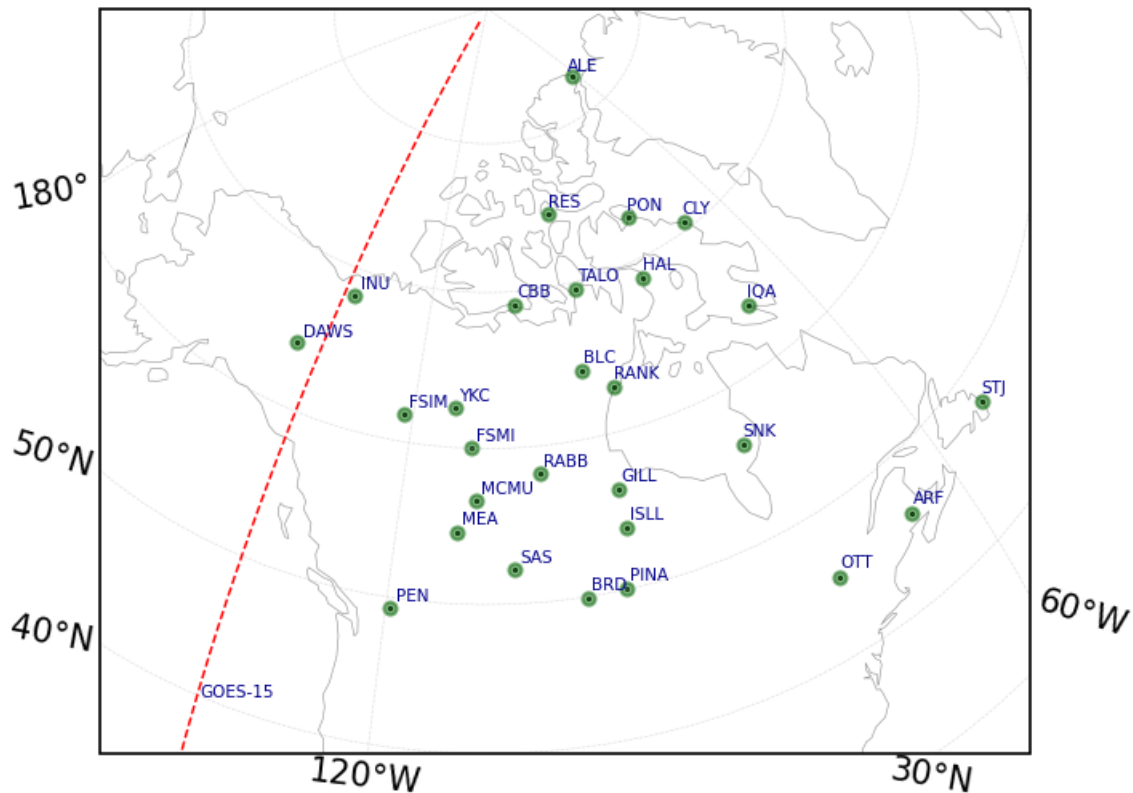 ALE
180°
RES
PON
CLY
HAL
TALO
INU
CBB
IQA
DAWS
BLC
RANK
STJ
FSIM
YKC
FSMI
SNK
50°N
RABB
GILL
MCMU
ARF
MEA
ISLL
SAS
OTT
PINA
BRD
PEN
60°W
40°N
GOES-15
120°W
30°N